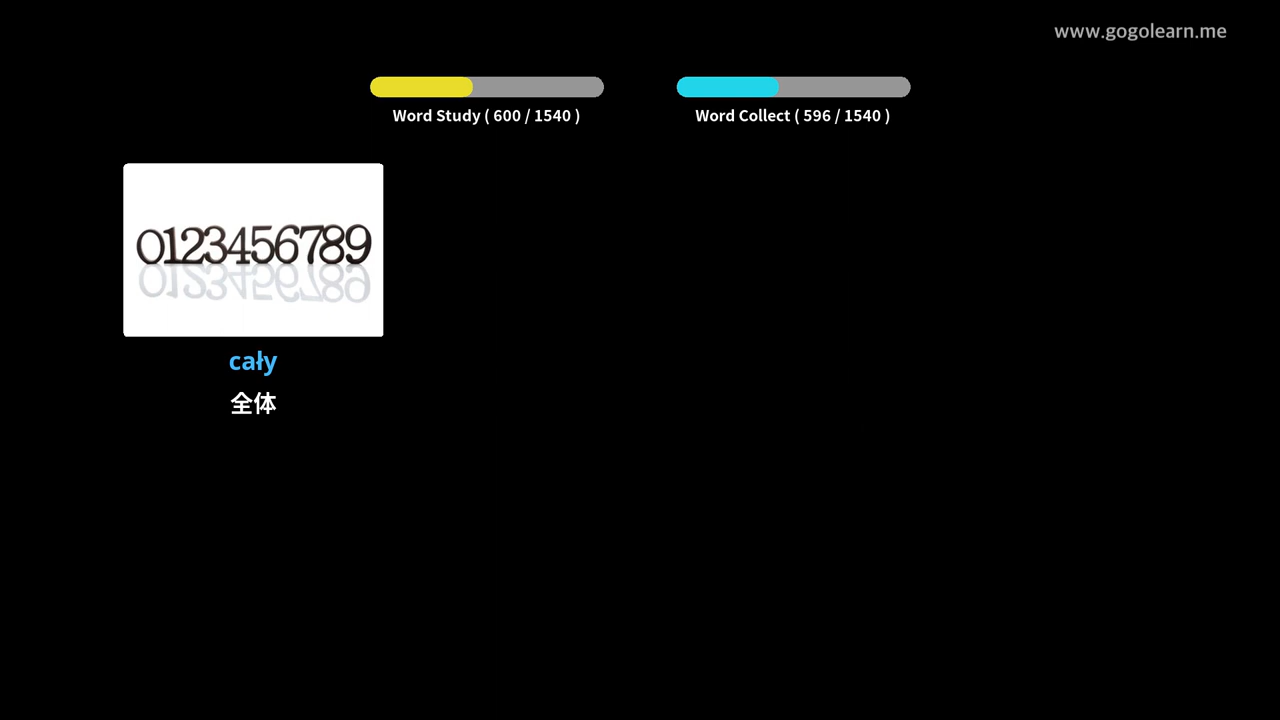 www.gogolearn.me
Word Study ( 600 / 1540 )
Word Collect ( 596 / 1540 )
0123456789
cały
全体